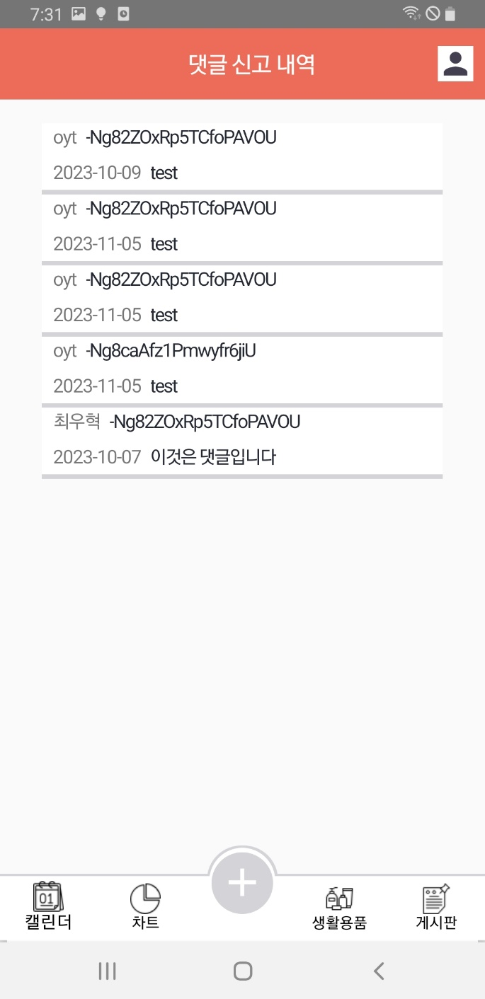 7:31
댓글 신고 내역
oyt -Ng82ZOxRp5TCfoPAVOU
2023-10-09 test
oyt -Ng82ZOxRp5TCfoPAVOU
2023-11-05 test
oyt -Ng82ZOxRp5TCfoPAVOU
2023-11-05 test
oyt -Ng8caAfz1Pmwyfr6jiU
2023-11-05 test
최우혁 -Ng82ZOxRp5TCfoPAVOU
2023-10-07 이것은 댓글입니다
01
캘린더 차트 생활용품 게시판